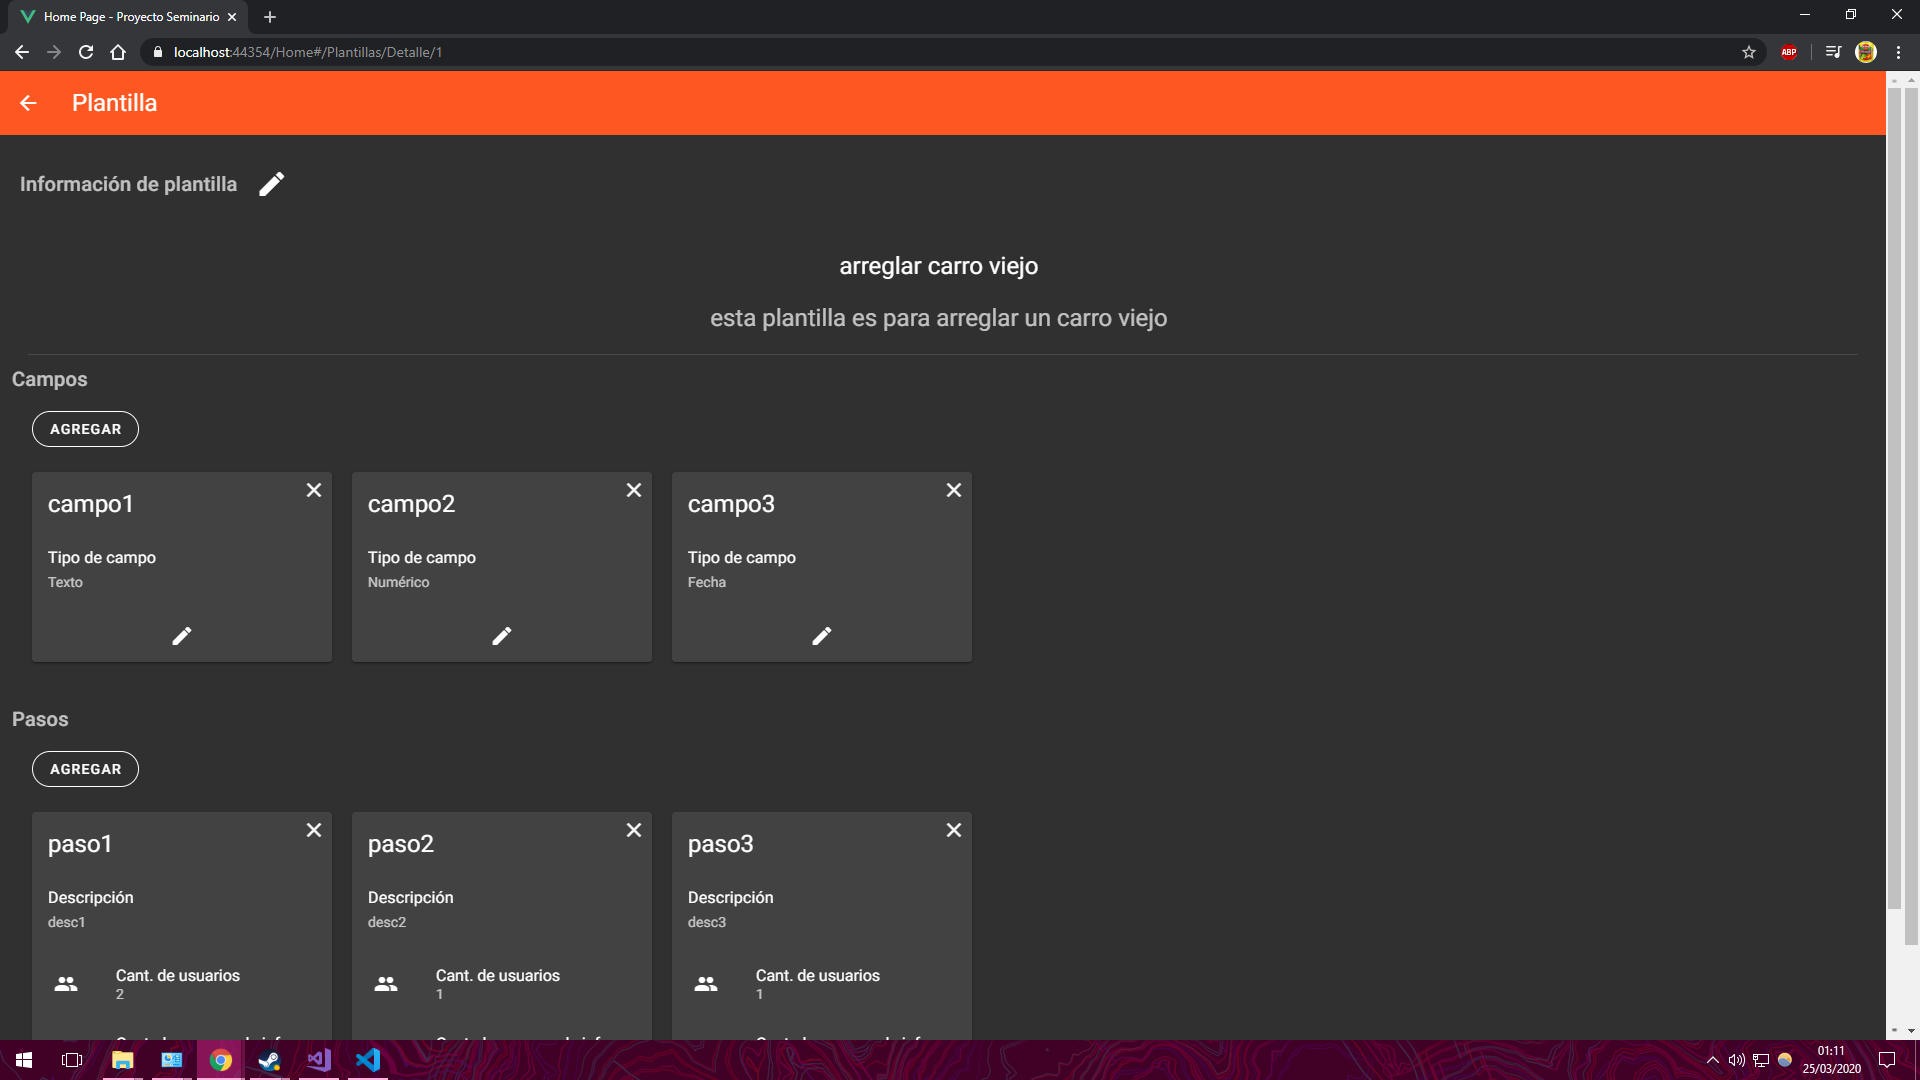 Home Page - Proyecto Seminario
localhost:44354/Home#/Plantillas/Detalle/1
ABP
Plantilla
Información de plantilla
arreglar carro viejo
esta plantilla es para arreglar un carro viejo
Campos
AGREGAR
campo1 campo2 campo3
Tipo de campo Tipo de campo Tipo de campo
Texto Numérico Fecha
Pasos
AGREGAR
paso1 paso2 paso3
Descripción Descripción Descripción
desc1 desc2 desc3
Cant. de usuarios Cant. de usuarios Cant. de usuarios
2 1 1
01:11
25/03/2020